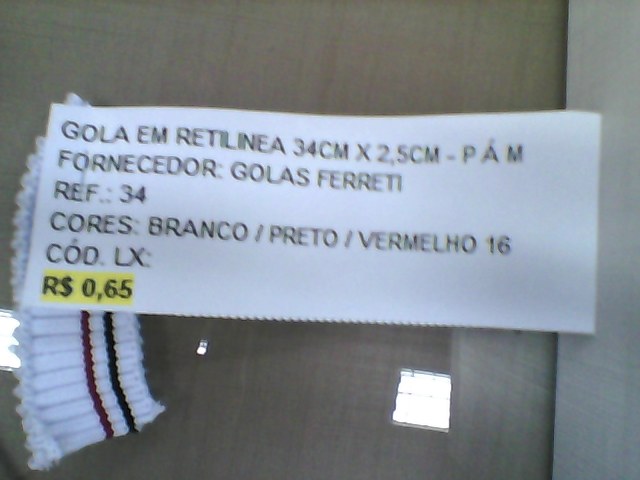 GOLA EM RETILINEA 34CM X 2,5CM - P Á M
FORNECEDOR: GOLAS FERRETI
REF.: 34
CORES: BRANCO / PRETO / VERMELHO 16
CÓD. LX:
R$ 0,65